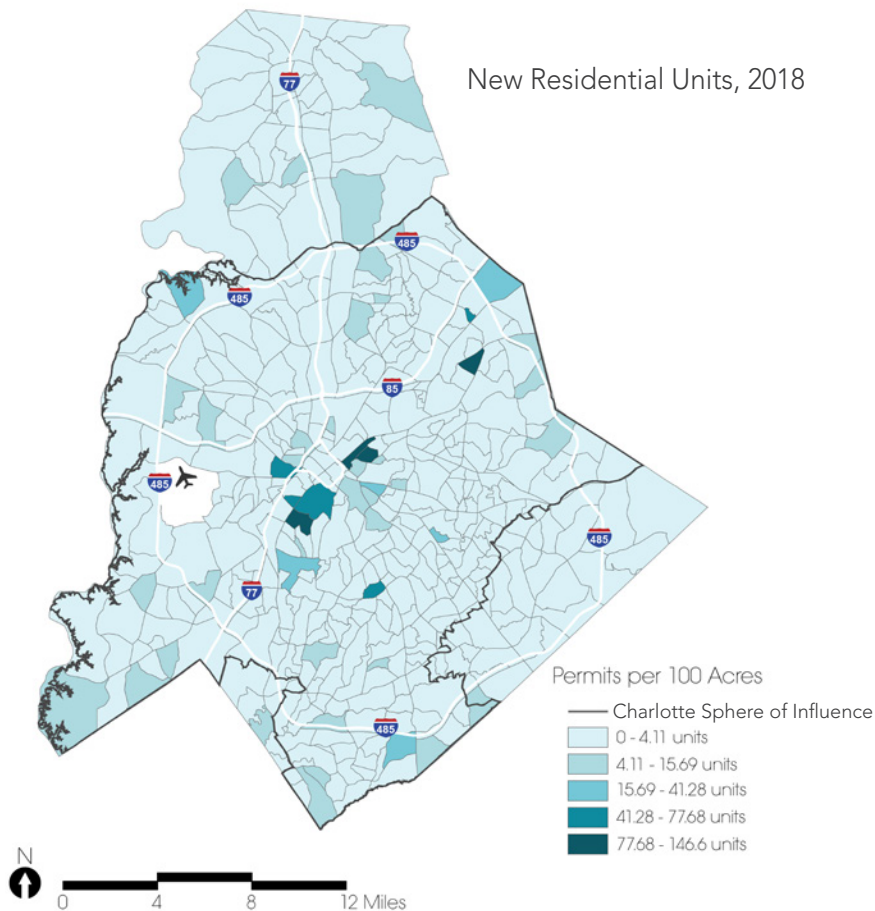 New Residential Units, 2018
77
485
485
85
485
485
77
485
Permits per 100 Acres
Charlotte Sphere of Influence
0 - 4.11 units
4.11 - 15.69 units
15.69 - 41.28 units
41.28 - 77.68 units
77.68 - 146.6 units
N
0 4 8 12 Miles